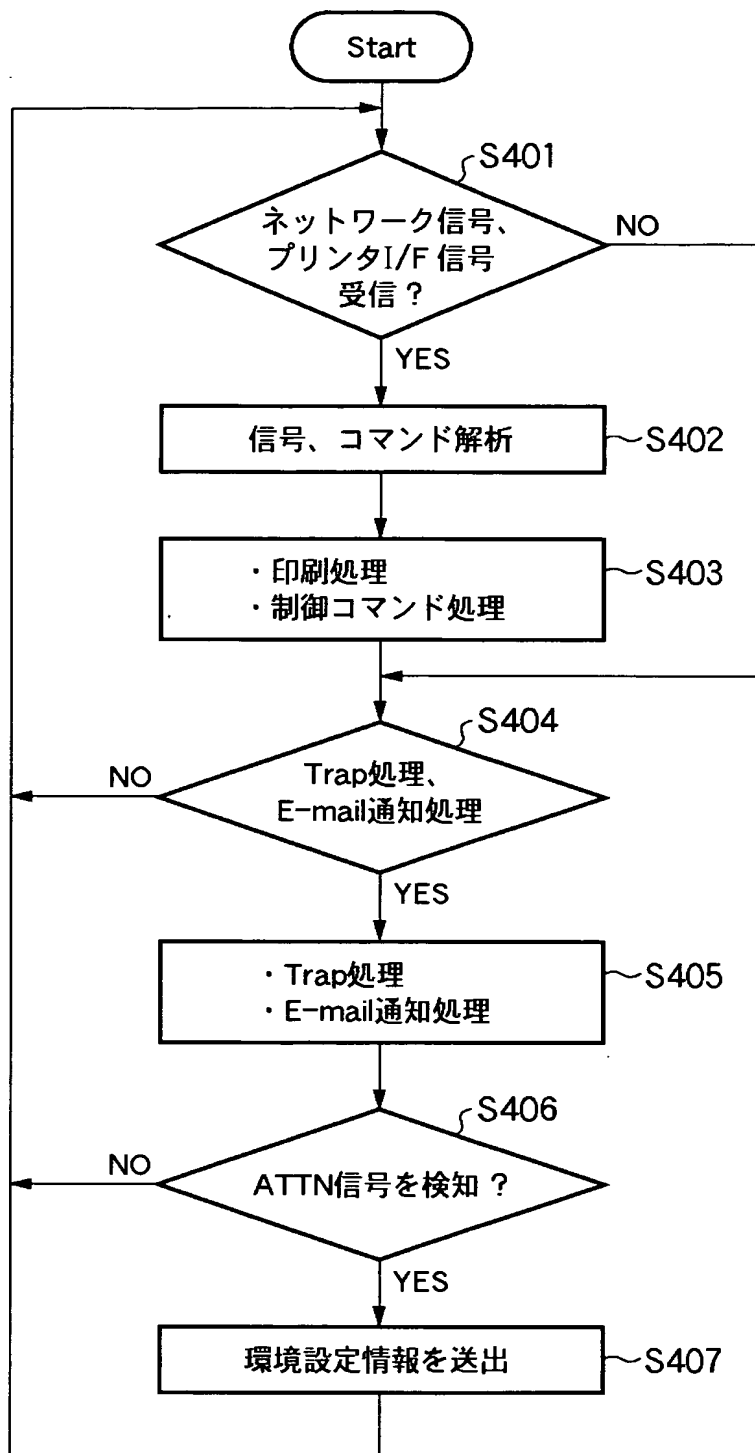 Start
S401
ネットワーク信号、
プリンタI/F 信号
受信?
NO
YES
信号、コマンド解析
S402
・印刷処理
・制御コマンド処理
S403
S404
Trap処理、
E-mail通知処理
NO
YES
・Trap処理
・E-mail通知処理
S405
S406
ATTN信号を検知?
NO
YES
環境設定情報を送出
S407